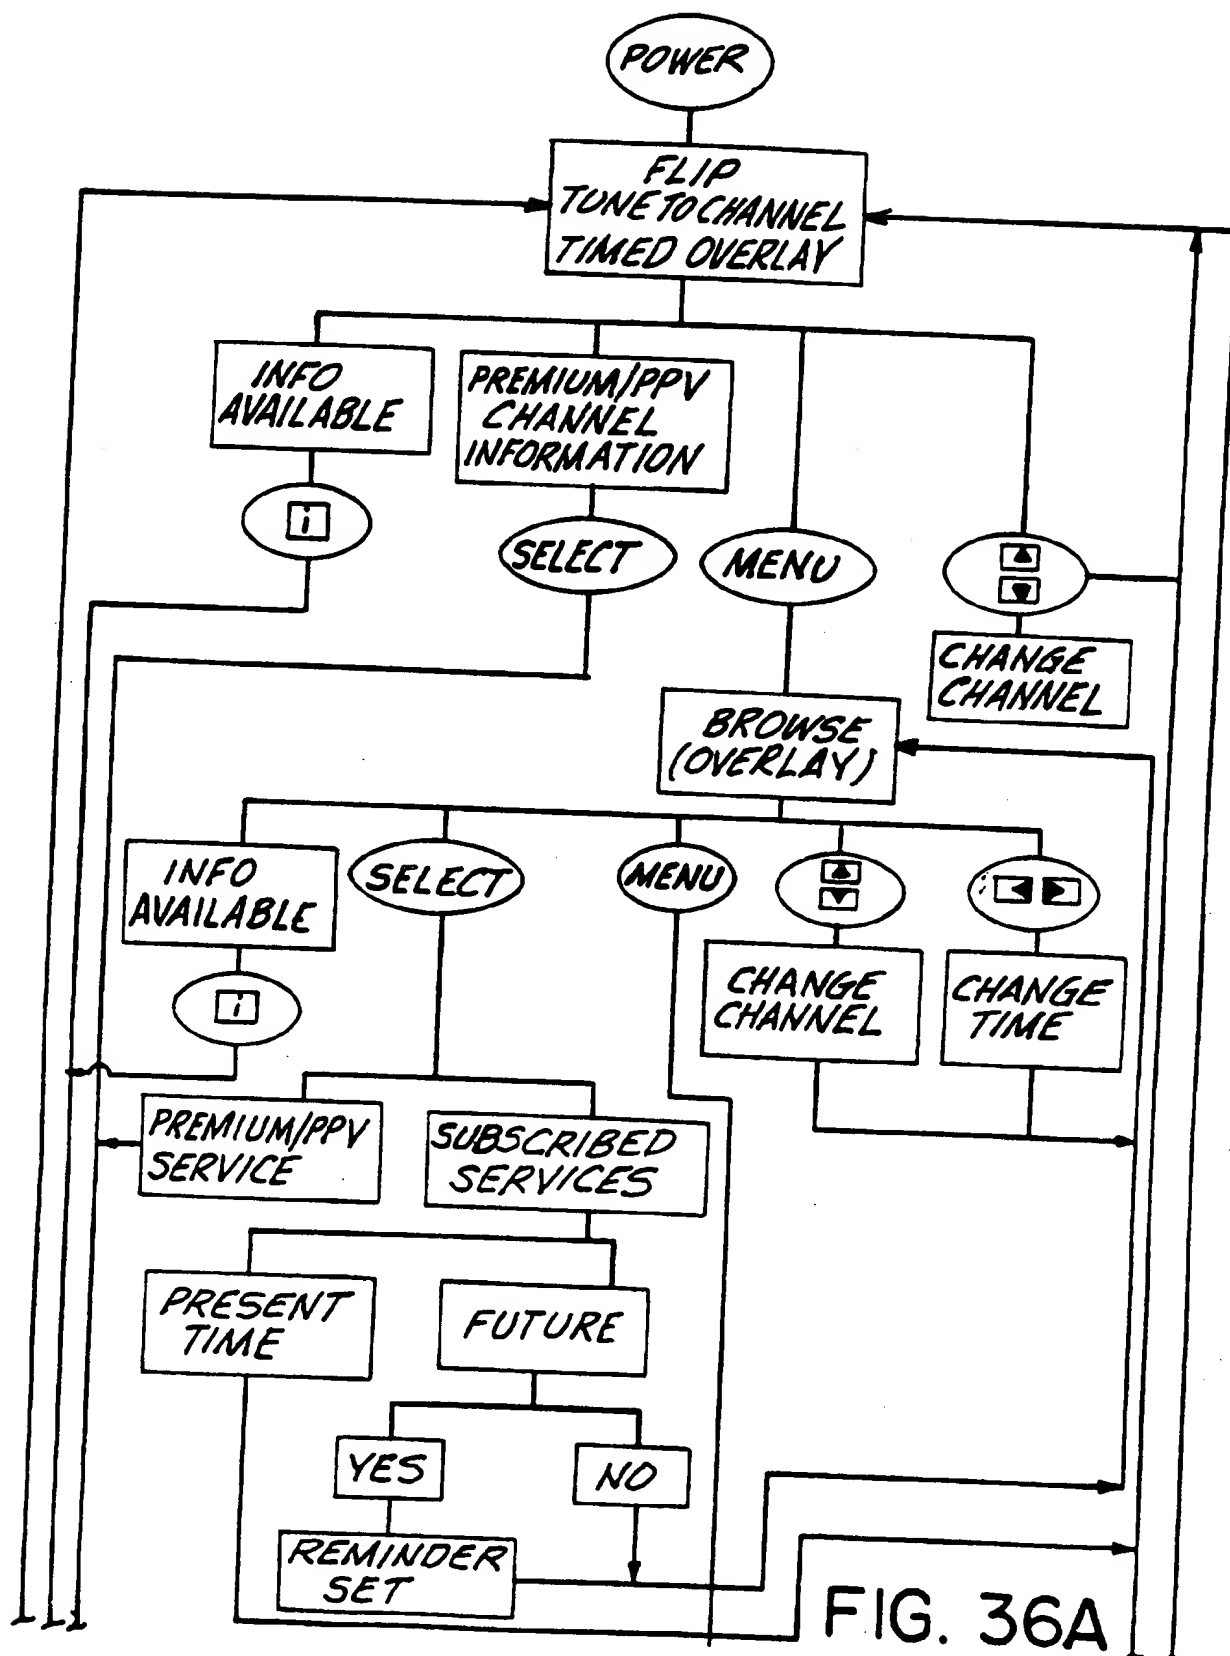 POWER
FLIP
TUNE TO CHANNEL
TIMED OVERLAY
INFO
AVAILABLE
PREMIUM/PPV
CHANNEL
INFORMATION
i
SELECT
MENU
CHANGE
CHANNEL
BROWSE
(OVERLAY)
INFO
AVAILABLE
SELECT
MENU
i
CHANGE
CHANNEL
CHANGE
TIME
PREMIUM/PPV
SERVICE
SUBSCRIBED
SERVICES
PRESENT
TIME
FUTURE
YES
NO
REMINDER
SET
FIG. 36A